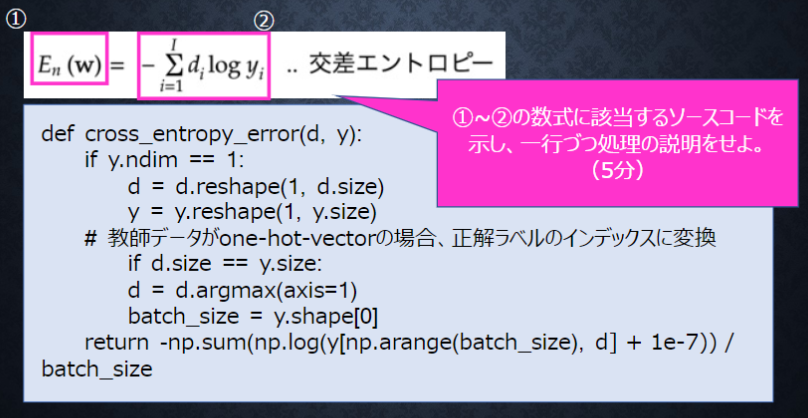 ① ②
Eₙ (w) = − Σ_{i=1}^{I} dᵢ log yᵢ .. 交差エントロピー
①~②の数式に該当するソースコードを
示し、一行づつ処理の説明をせよ。
（5分）
def cross_entropy_error(d, y):
if y.ndim == 1:
d = d.reshape(1, d.size)
y = y.reshape(1, y.size)
# 教師データがone-hot-vectorの場合、正解ラベルのインデックスに変換
if d.size == y.size:
d = d.argmax(axis=1)
batch_size = y.shape[0]
return -np.sum(np.log(y[np.arange(batch_size), d] + 1e-7)) /
batch_size